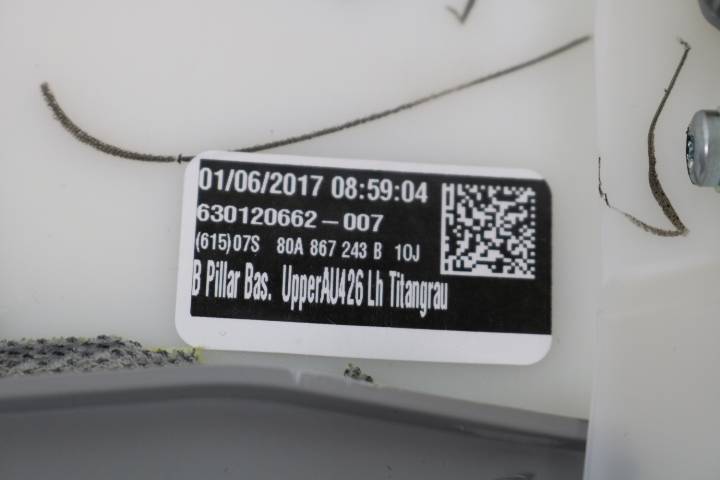 01/06/2017 08:59:04
630120662-007
(615)07S 80A 867 243 B 10J
B Pillar Bas. UpperAU426 Lh Titangrau